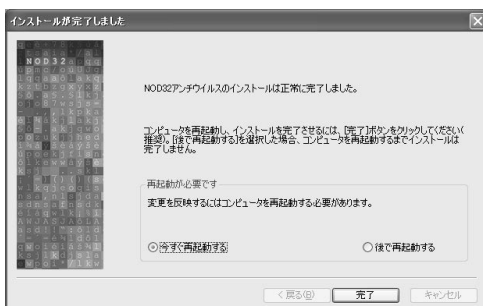 インストールが完了しました
NOD32
NOD32アンチウイルスのインストールは正常に完了しました。
コンピュータを再起動し、インストールを完了させるには、[完了]ボタンをクリックしてください(
推奨)。[後で再起動する]を選択した場合、コンピュータを再起動するまでインストールは
完了しません。
再起動が必要です
変更を反映するにはコンピュータを再起動する必要があります。
今すぐ再起動する
後で再起動する
< 戻る(B)
完了
キャンセル